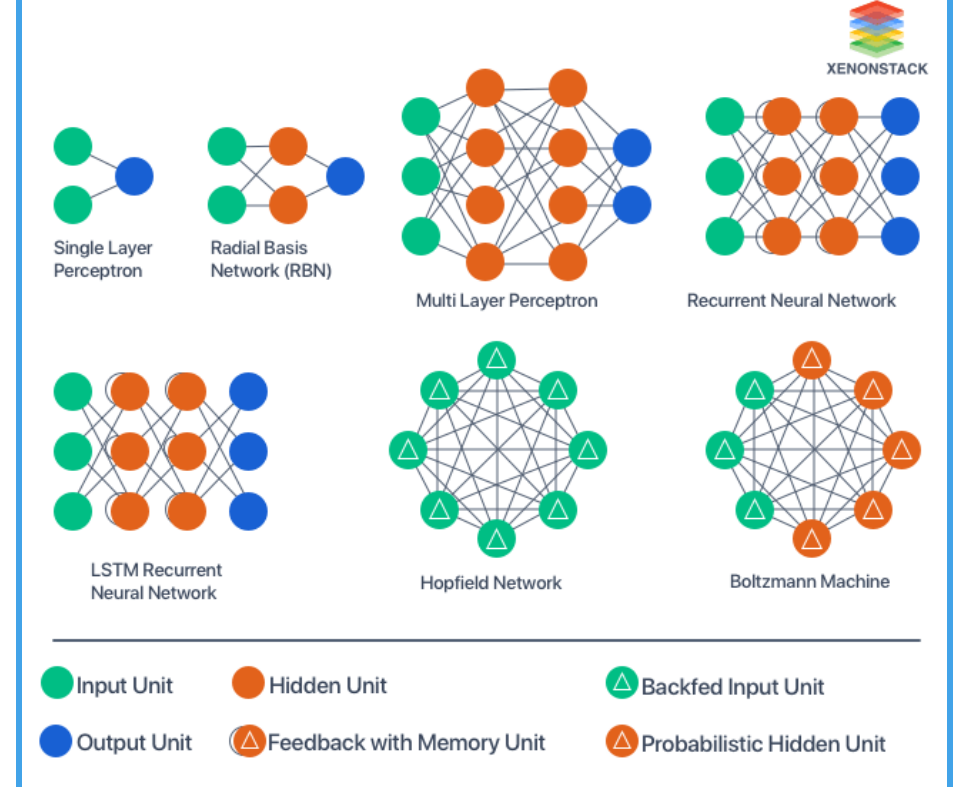 XENONSTACK
Single Layer
Perceptron
Radial Basis
Network (RBN)
Multi Layer Perceptron
Recurrent Neural Network
LSTM Recurrent
Neural Network
Hopfield Network
Boltzmann Machine
Input Unit
Hidden Unit
Backfed Input Unit
Output Unit
Feedback with Memory Unit
Probabilistic Hidden Unit